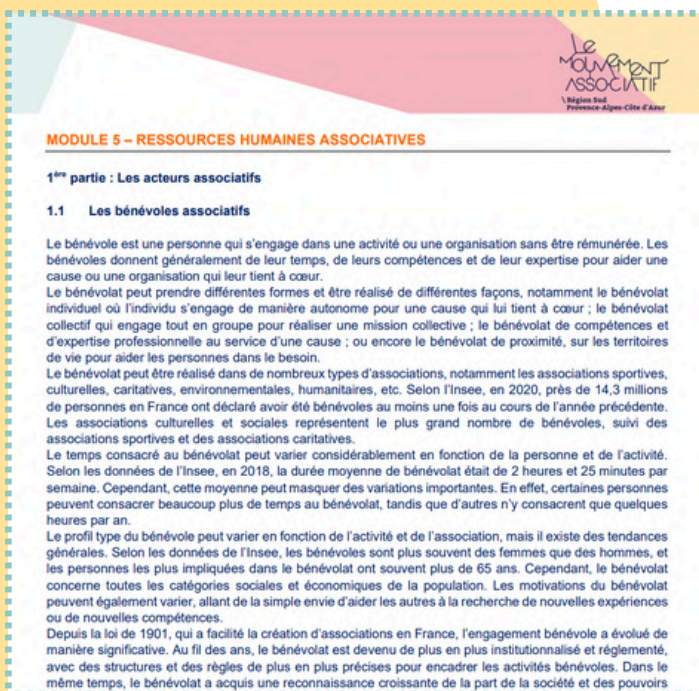 Le
MOUVEMENT
ASSOCIATIF
\ Région Sud
Provence-Alpes-Côte d'Azur
MODULE 5 – RESSOURCES HUMAINES ASSOCIATIVES
1ère partie : Les acteurs associatifs
1.1 Les bénévoles associatifs
Le bénévole est une personne qui s'engage dans une activité ou une organisation sans être rémunérée. Les
bénévoles donnent généralement de leur temps, de leurs compétences et de leur expertise pour aider une
cause ou une organisation qui leur tient à cœur.
Le bénévolat peut prendre différentes formes et être réalisé de différentes façons, notamment le bénévolat
individuel où l'individu s'engage de manière autonome pour une cause qui lui tient à cœur ; le bénévolat
collectif qui engage tout en groupe pour réaliser une mission collective ; le bénévolat de compétences et
d'expertise professionnelle au service d'une cause ; ou encore le bénévolat de proximité, sur les territoires
de vie pour aider les personnes dans le besoin.
Le bénévolat peut être réalisé dans de nombreux types d'associations, notamment les associations sportives,
culturelles, caritatives, environnementales, humanitaires, etc. Selon l'Insee, en 2020, près de 14,3 millions
de personnes en France ont déclaré avoir été bénévoles au moins une fois au cours de l'année précédente.
Les associations culturelles et sociales représentent le plus grand nombre de bénévoles, suivi des
associations sportives et des associations caritatives.
Le temps consacré au bénévolat peut varier considérablement en fonction de la personne et de l'activité.
Selon les données de l'Insee, en 2018, la durée moyenne de bénévolat était de 2 heures et 25 minutes par
semaine. Cependant, cette moyenne peut masquer des variations importantes. En effet, certaines personnes
peuvent consacrer beaucoup plus de temps au bénévolat, tandis que d'autres n'y consacrent que quelques
heures par an.
Le profil type du bénévole peut varier en fonction de l'activité et de l'association, mais il existe des tendances
générales. Selon les données de l'Insee, les bénévoles sont plus souvent des femmes que des hommes, et
les personnes les plus impliquées dans le bénévolat ont souvent plus de 65 ans. Cependant, le bénévolat
concerne toutes les catégories sociales et économiques de la population. Les motivations du bénévolat
peuvent également varier, allant de la simple envie d'aider les autres à la recherche de nouvelles expériences
ou de nouvelles compétences.
Depuis la loi de 1901, qui a facilité la création d'associations en France, l'engagement bénévole a évolué de
manière significative. Au fil des ans, le bénévolat est devenu de plus en plus institutionnalisé et réglementé,
avec des structures et des règles de plus en plus précises pour encadrer les activités bénévoles. Dans le
même temps, le bénévolat a acquis une reconnaissance croissante de la part de la société et des pouvoirs